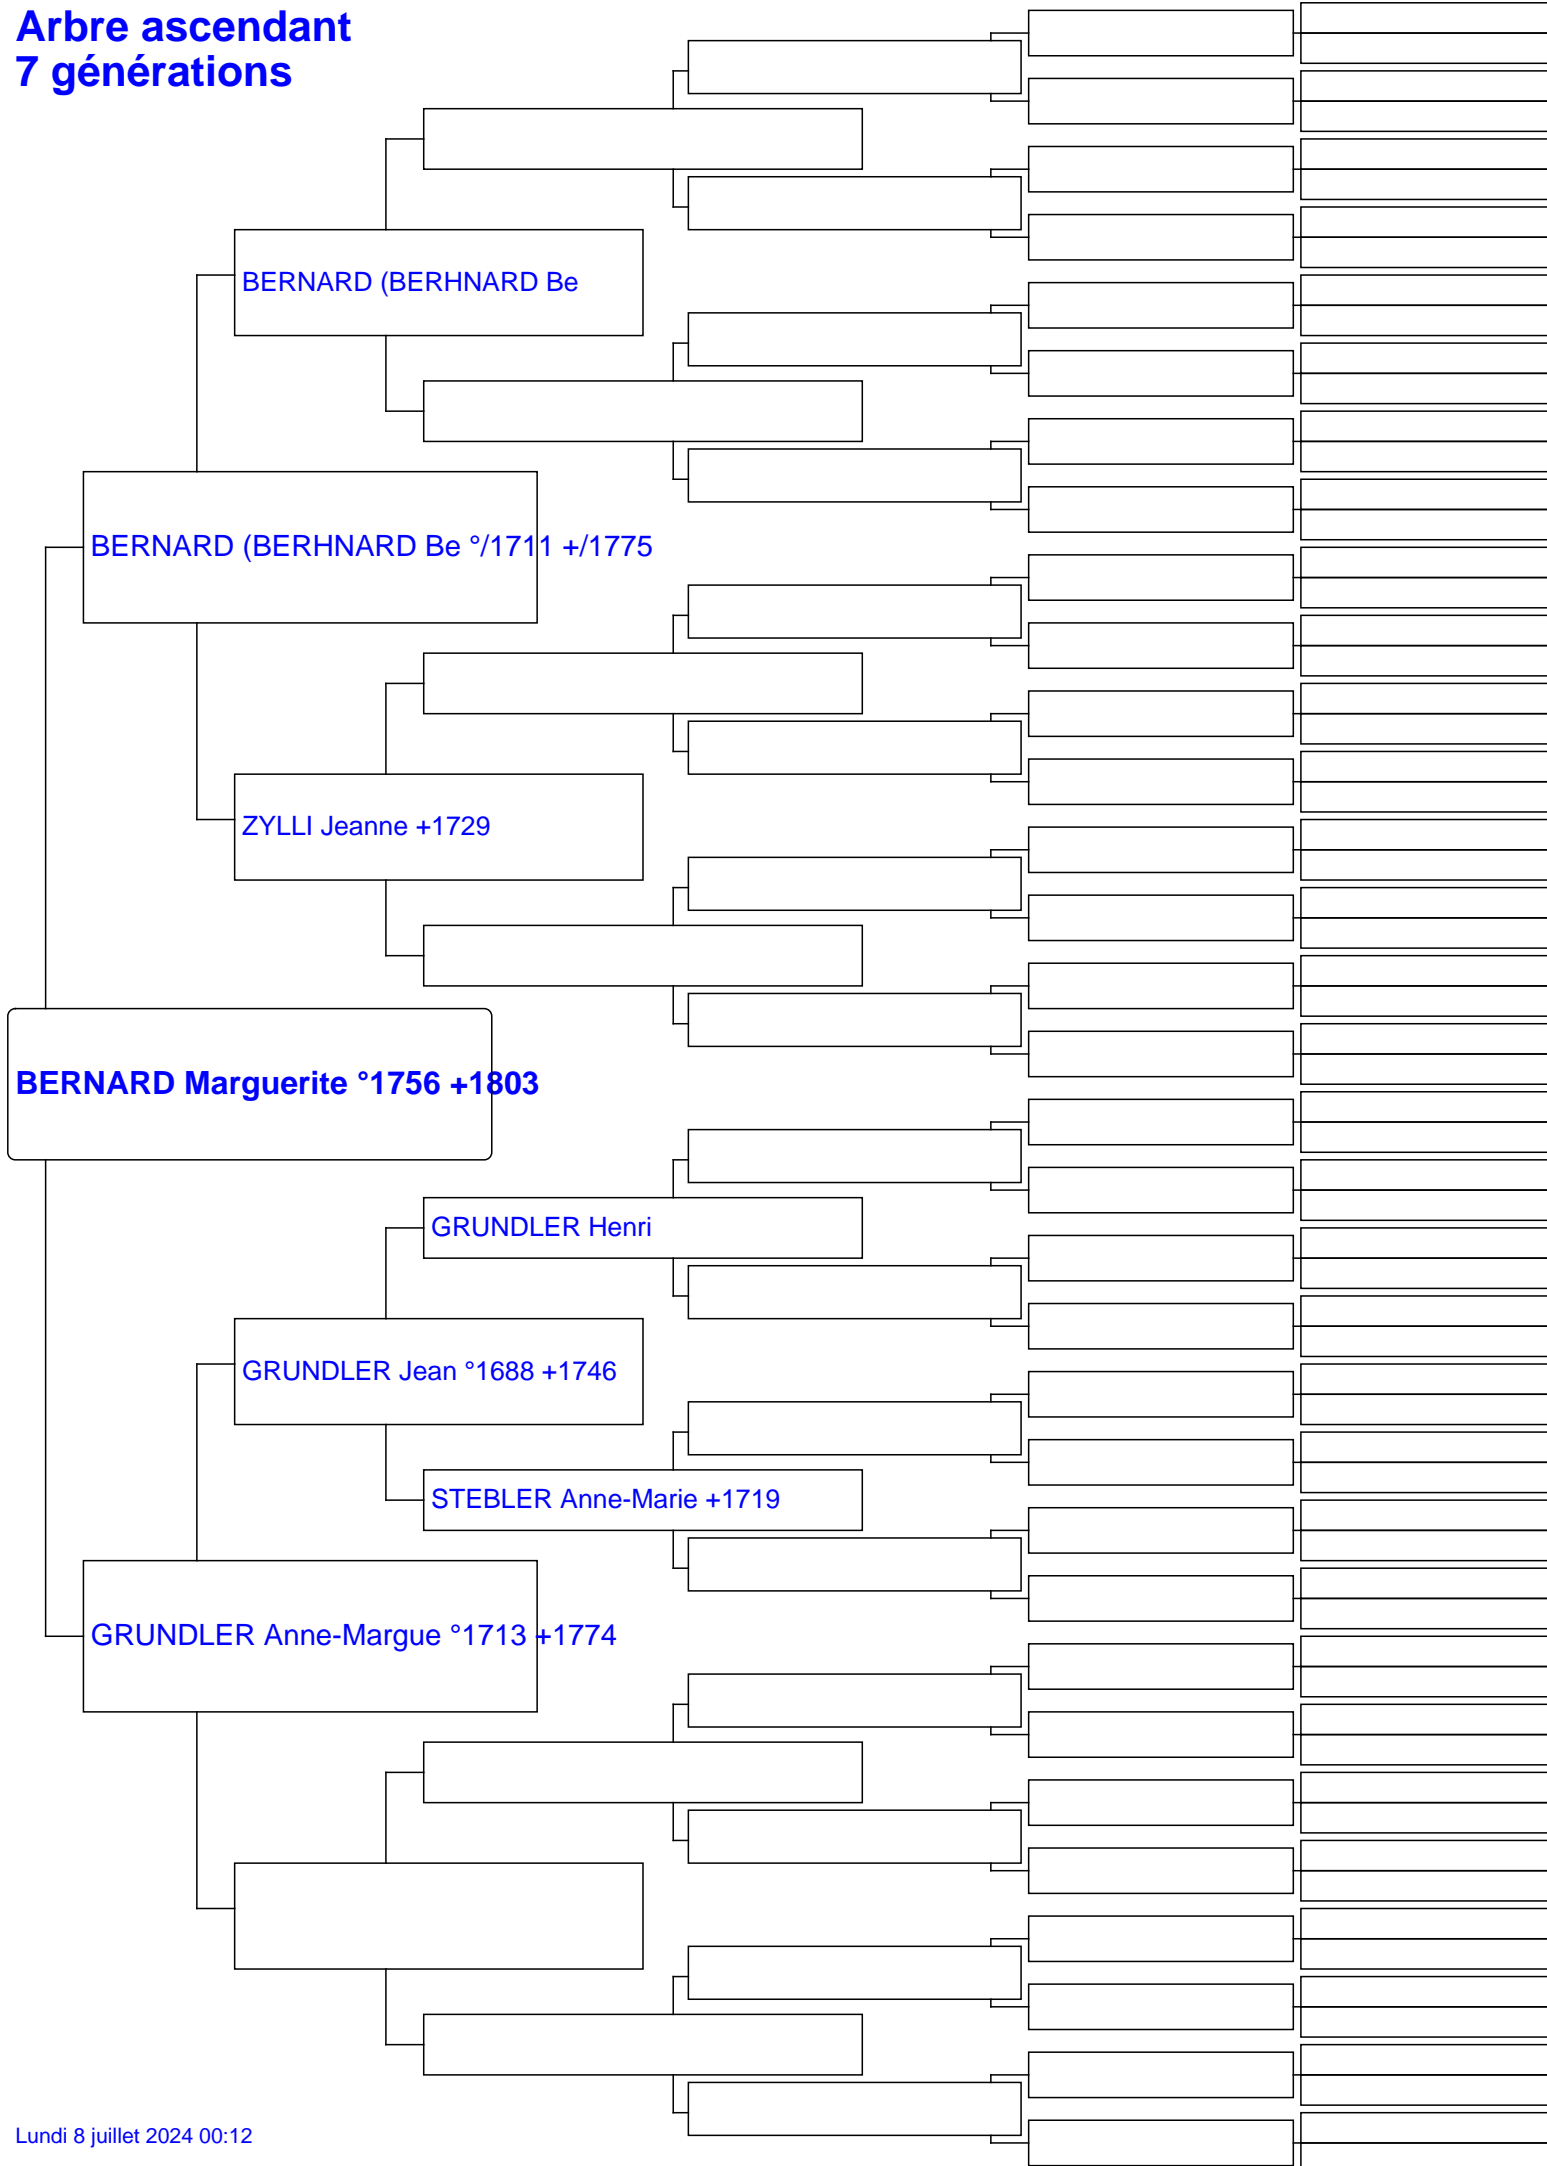 Arbre ascendant
7 générations
BERNARD (BERHNARD Be
BERNARD (BERHNARD Be °/1711 +/1775
ZYLLI Jeanne +1729
BERNARD Marguerite °1756 +1803
GRUNDLER Henri
GRUNDLER Jean °1688 +1746
STEBLER Anne-Marie +1719
GRUNDLER Anne-Margue °1713 +1774
Lundi 8 juillet 2024 00:12